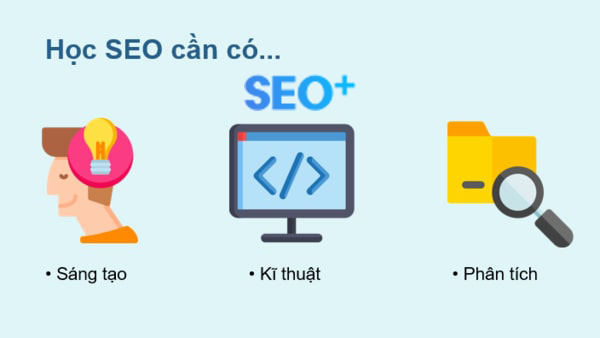 Học SEO cần có...
SEO+
• Sáng tạo
• Kĩ thuật
• Phân tích